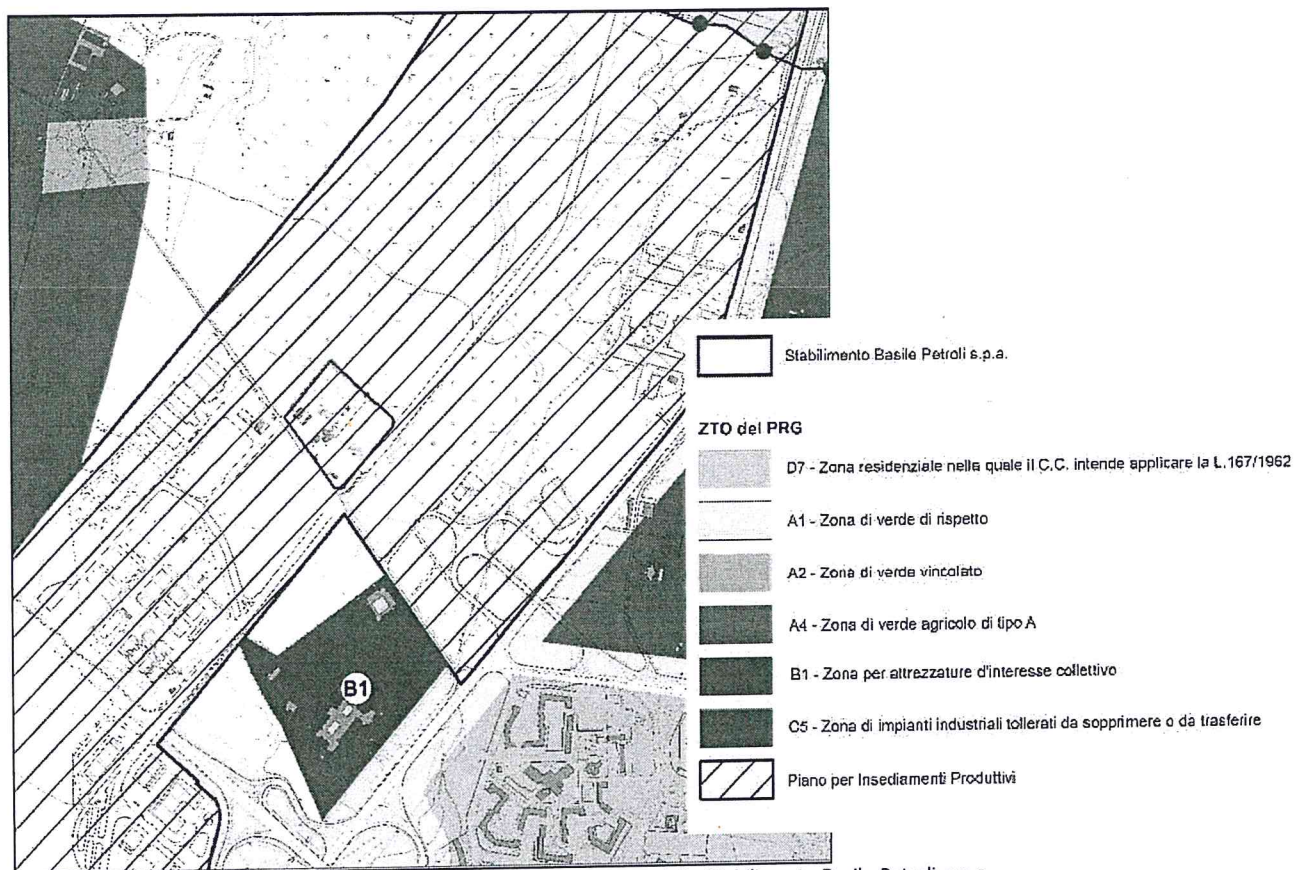 Stabilimento Basile Petroli s.p.a.
ZTO del PRG
D7 - Zona residenziale nella quale il C.C. intende applicare la L.167/1962
A1 - Zona di verde di rispetto
A2 - Zona di verde vincolato
A4 - Zona di verde agricolo di tipo A
B1 - Zona per attrezzature d'interesse collettivo
C5 - Zona di impianti industriali tollerati da sopprimere o da trasferire
Piano per Insediamenti Produttivi
B1